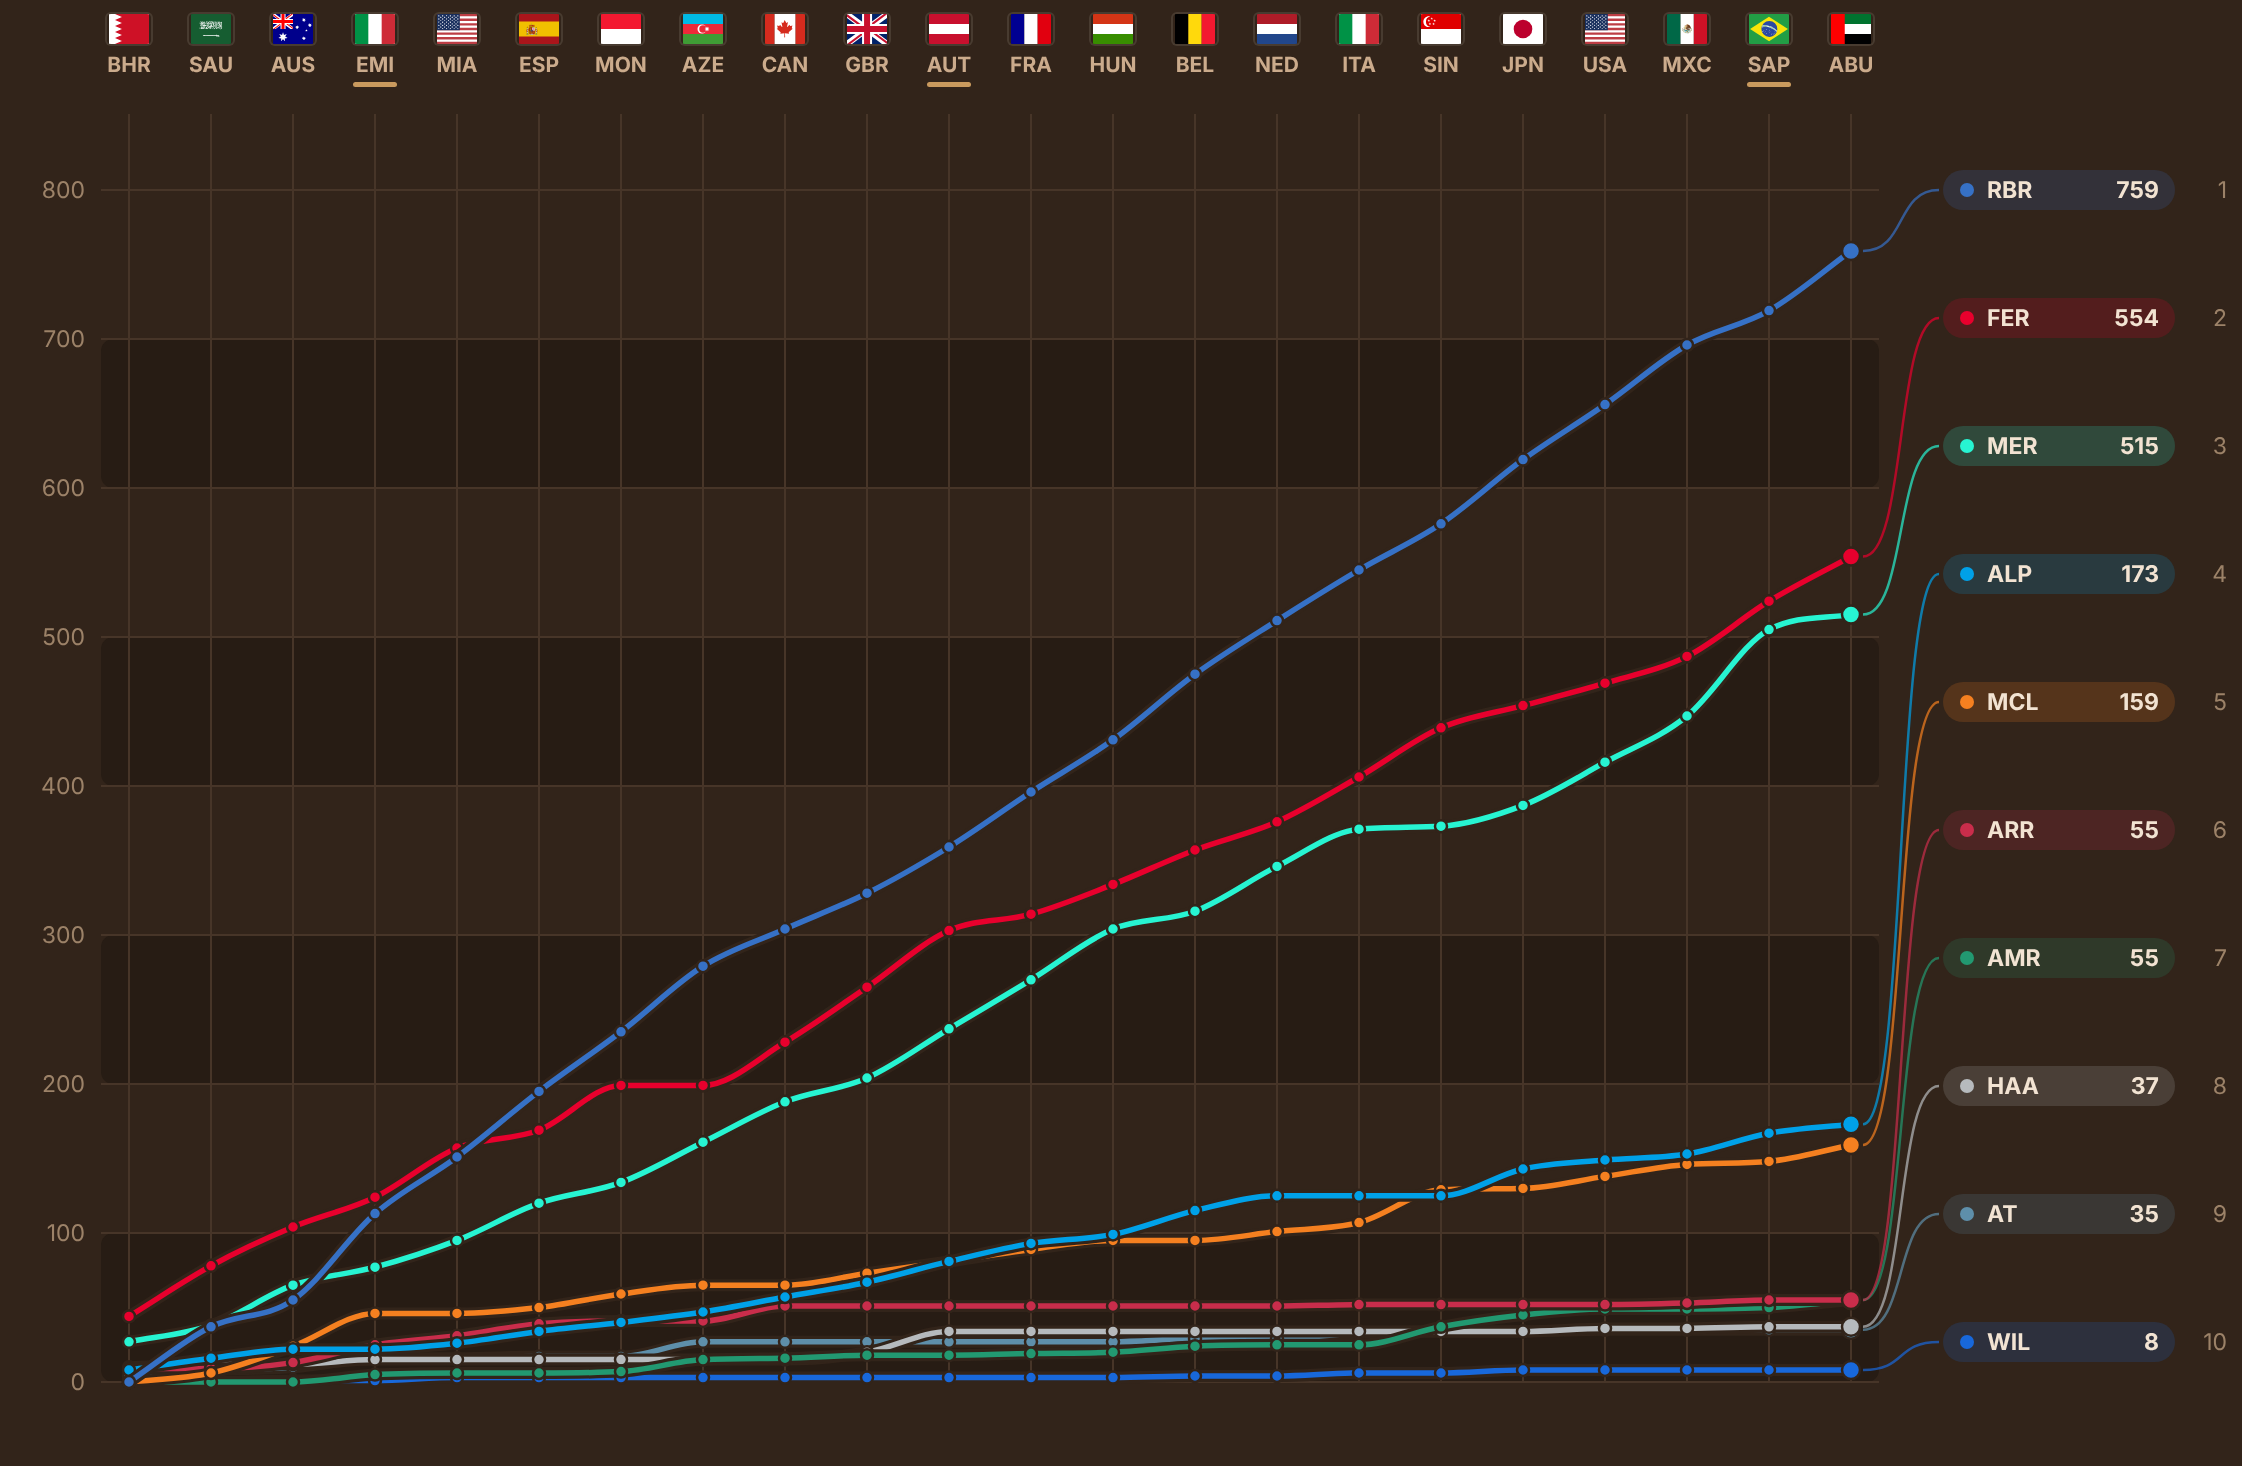 BHR SAU AUS EMI MIA ESP MON AZE CAN GBR AUT FRA HUN BEL NED ITA SIN JPN USA MXC SAP ABU
800
700
600
500
400
300
200
100
0
RBR 759 1
FER 554 2
MER 515 3
ALP 173 4
MCL 159 5
ARR 55 6
AMR 55 7
HAA 37 8
AT 35 9
WIL 8 10